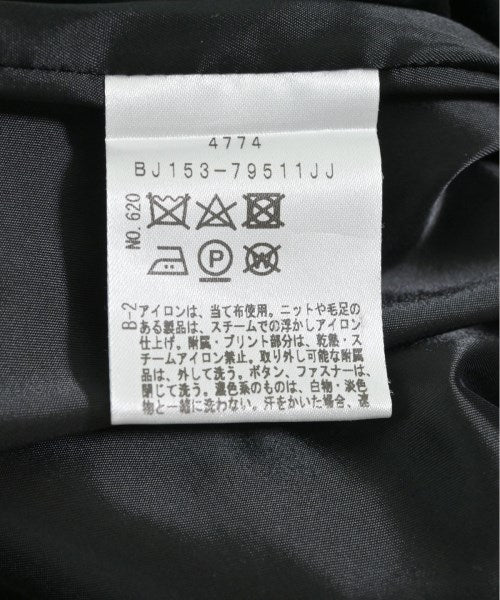 4774
BJ153-79511JJ
NO.620
P
W
B-2
アイロンは、当て布使用。ニットや毛足の
ある製品は、スチームでの浮かしアイロン
仕上げ。附属・プリント部分は、乾熱・ス
チームアイロン禁止。取り外し可能な附属
品は、外して洗う。ボタン、ファスナーは、
閉じて洗う。濃色系のものは、白物・淡色
物と一緒に洗わない。汗をかいた場合、液